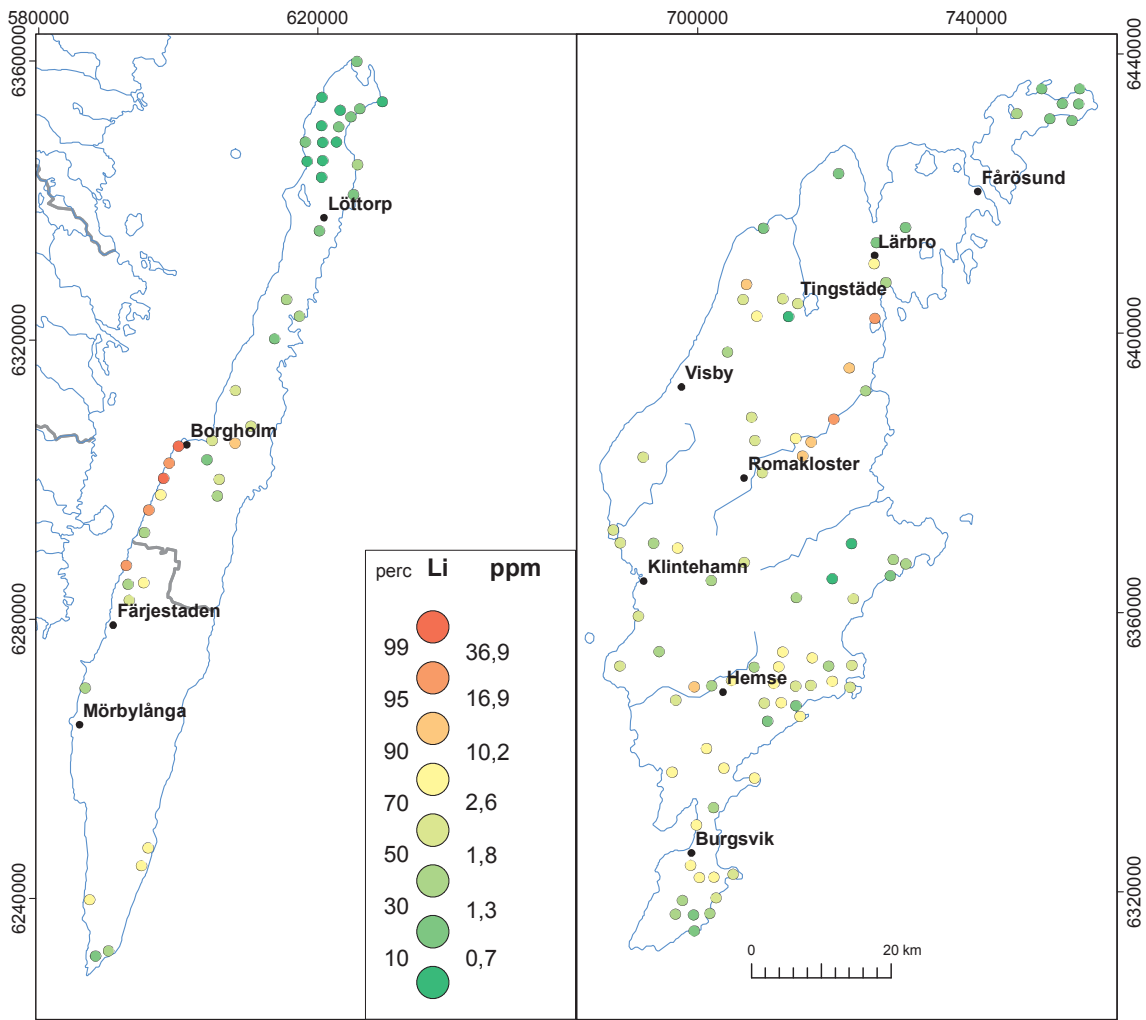 580000 620000 700000 740000
6360000
6320000
6280000
6240000
6440000
6400000
6360000
6320000
Löttorp
Borgholm
Färjestaden
Mörbylånga
Fårösund
Lärbro
Tingstäde
Visby
Romakloster
Klintehamn
Hemse
Burgsvik
perc Li ppm
99 36,9
95 16,9
90 10,2
70 2,6
50 1,8
30 1,3
10 0,7
0 20 km